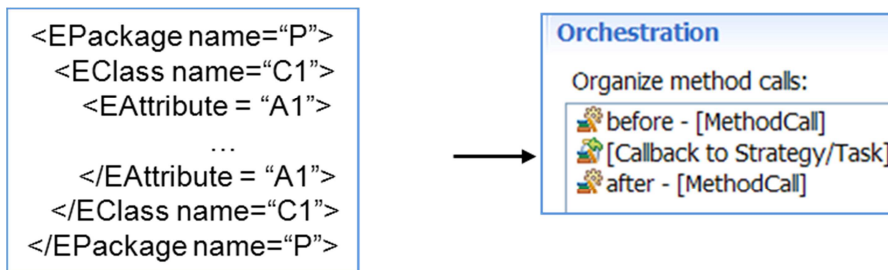 <EPackage name=“P”>
<EClass name=“C1”>
<EAttribute = “A1”>
…
</EAttribute = “A1”>
</EClass name=“C1”>
</EPackage name=“P”>
Orchestration
Organize method calls:
before - [MethodCall]
[Callback to Strategy/Task]
after - [MethodCall]